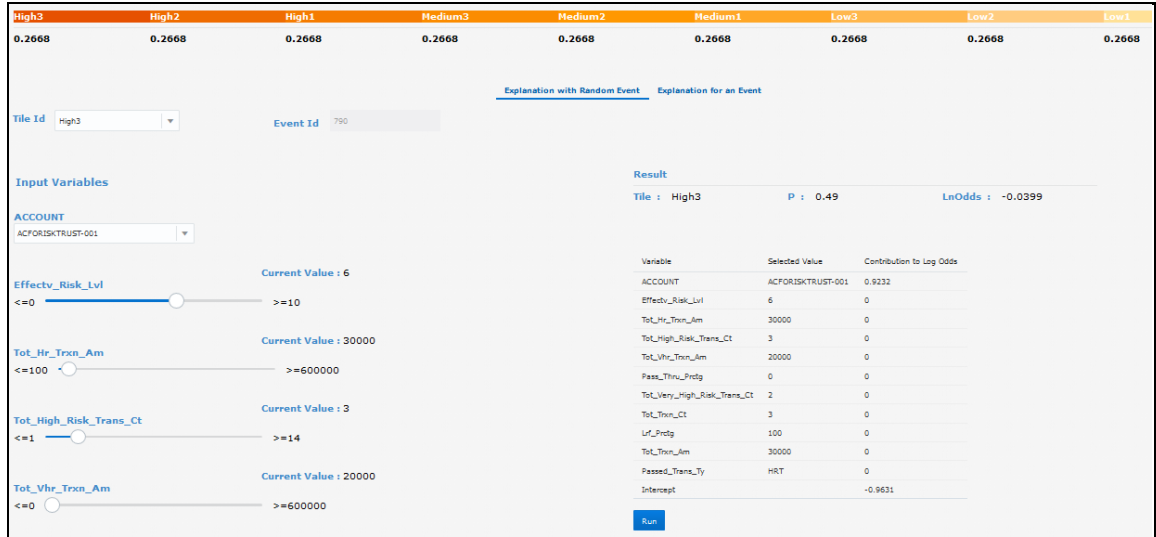 High3 High2 High1 Medium3 Medium2 Medium1 Low3 Low2 Low1
0.2668 0.2668 0.2668 0.2668 0.2668 0.2668 0.2668 0.2668 0.2668
Explanation with Random Event Explanation for an Event
Tile Id High3 Event Id 790
Input Variables
ACCOUNT
ACFORISKTRUST-001
Current Value : 6
Effectv_Risk_Lvl
<=0 >=10
Current Value : 30000
Tot_Hr_Trxn_Am
<=100 >=600000
Current Value : 3
Tot_High_Risk_Trans_Ct
<=1 >=14
Current Value : 20000
Tot_Vhr_Trxn_Am
<=0 >=600000
Result
Tile : High3 P : 0.49 LnOdds : -0.0399
Variable Selected Value Contribution to Log Odds
ACCOUNT ACFORISKTRUST-001 0.9232
Effectv_Risk_Lvl 6 0
Tot_Hr_Trxn_Am 30000 0
Tot_High_Risk_Trans_Ct 3 0
Tot_Vhr_Trxn_Am 20000 0
Pass_Thru_Prctg 0 0
Tot_Very_High_Risk_Trans_Ct 2 0
Tot_Trxn_Ct 3 0
Lrf_Prctg 100 0
Tot_Trxn_Am 30000 0
Passed_Trans_Ty HRT 0
Intercept -0.9631
Run